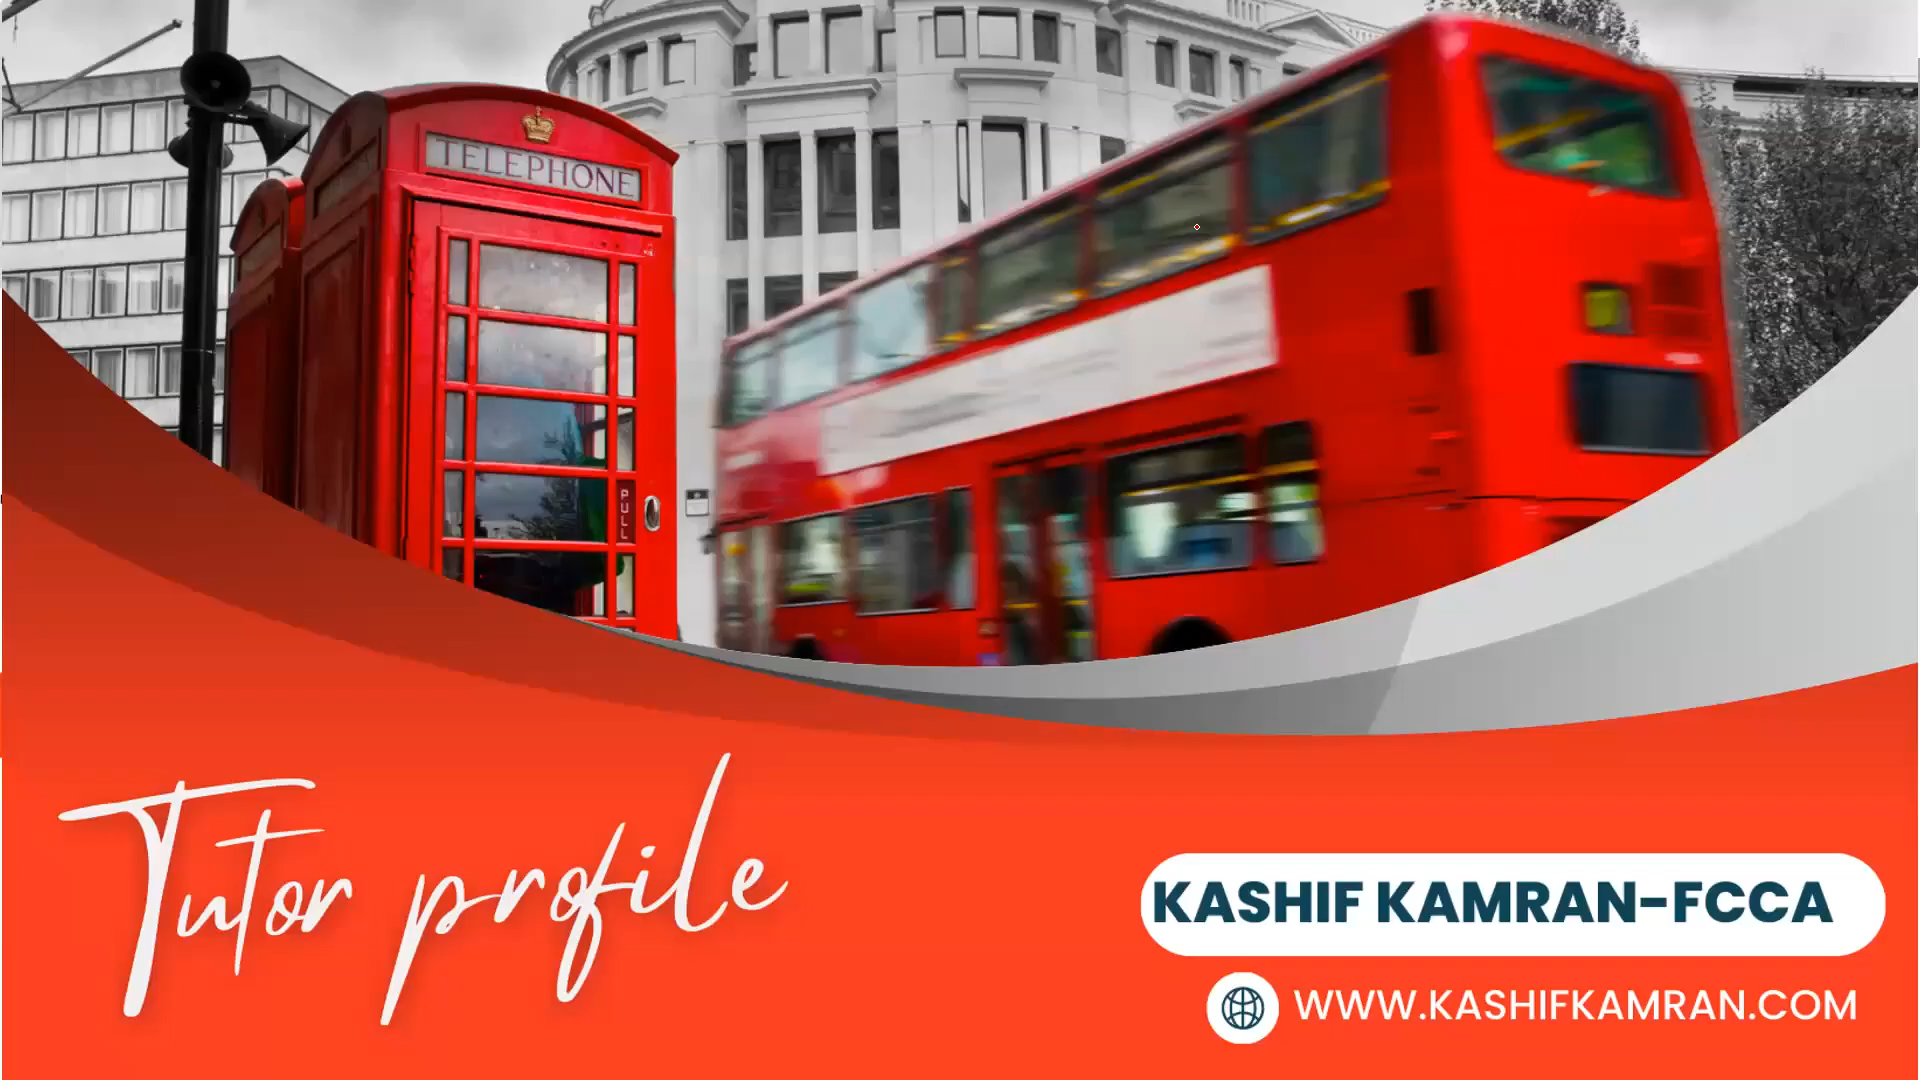 TELEPHONE
PULL
Tutor profile
KASHIF KAMRAN-FCCA
WWW.KASHIFKAMRAN.COM